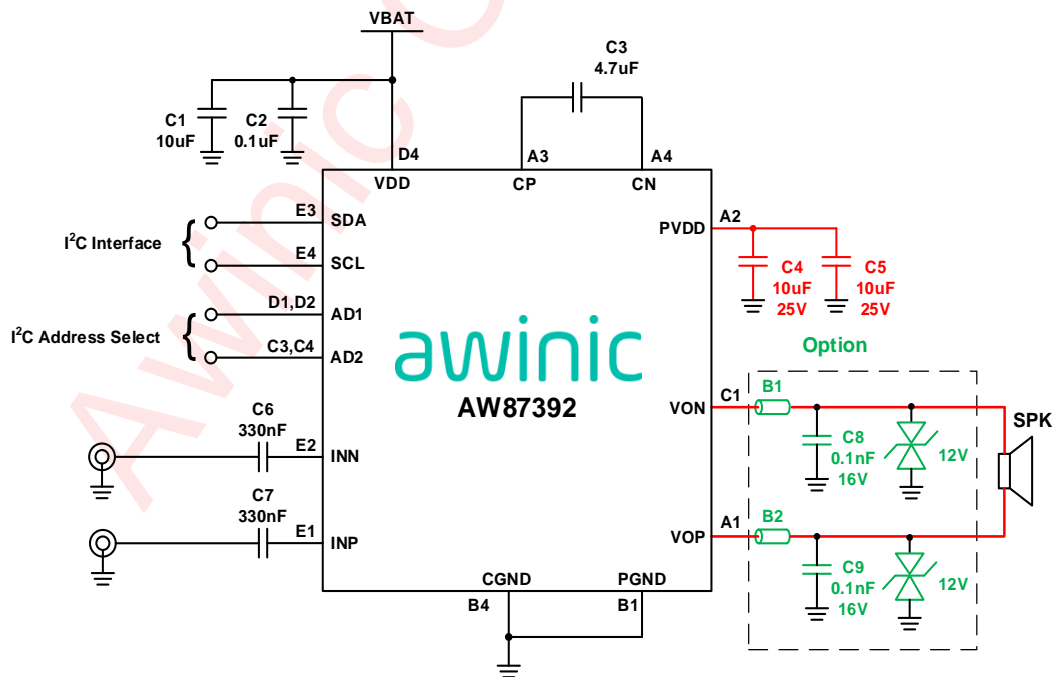 VBAT
C3
4.7uF
C1
10uF
C2
0.1uF
D4
A3
A4
VDD
CP
CN
E3
SDA
I²C Interface
E4
SCL
D1,D2
AD1
I²C Address Select
C3,C4
AD2
PVDD
A2
C4
10uF
25V
C5
10uF
25V
awinic
AW87392
Option
VON
C1
B1
C8
0.1nF
16V
12V
SPK
C6
330nF
E2
INN
C7
330nF
E1
INP
VOP
A1
B2
C9
0.1nF
16V
12V
CGND
PGND
B4
B1
Awinic C